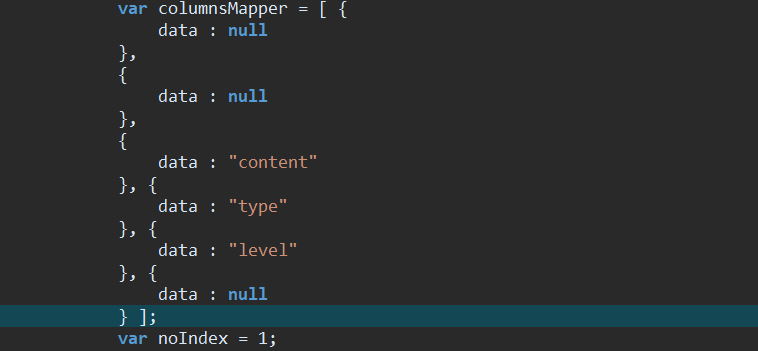 var columnsMapper = [ {
    data : null
},
{
    data : null
},
{
    data : "content"
}, {
    data : "type"
}, {
    data : "level"
}, {
    data : null
} ];
var noIndex = 1;